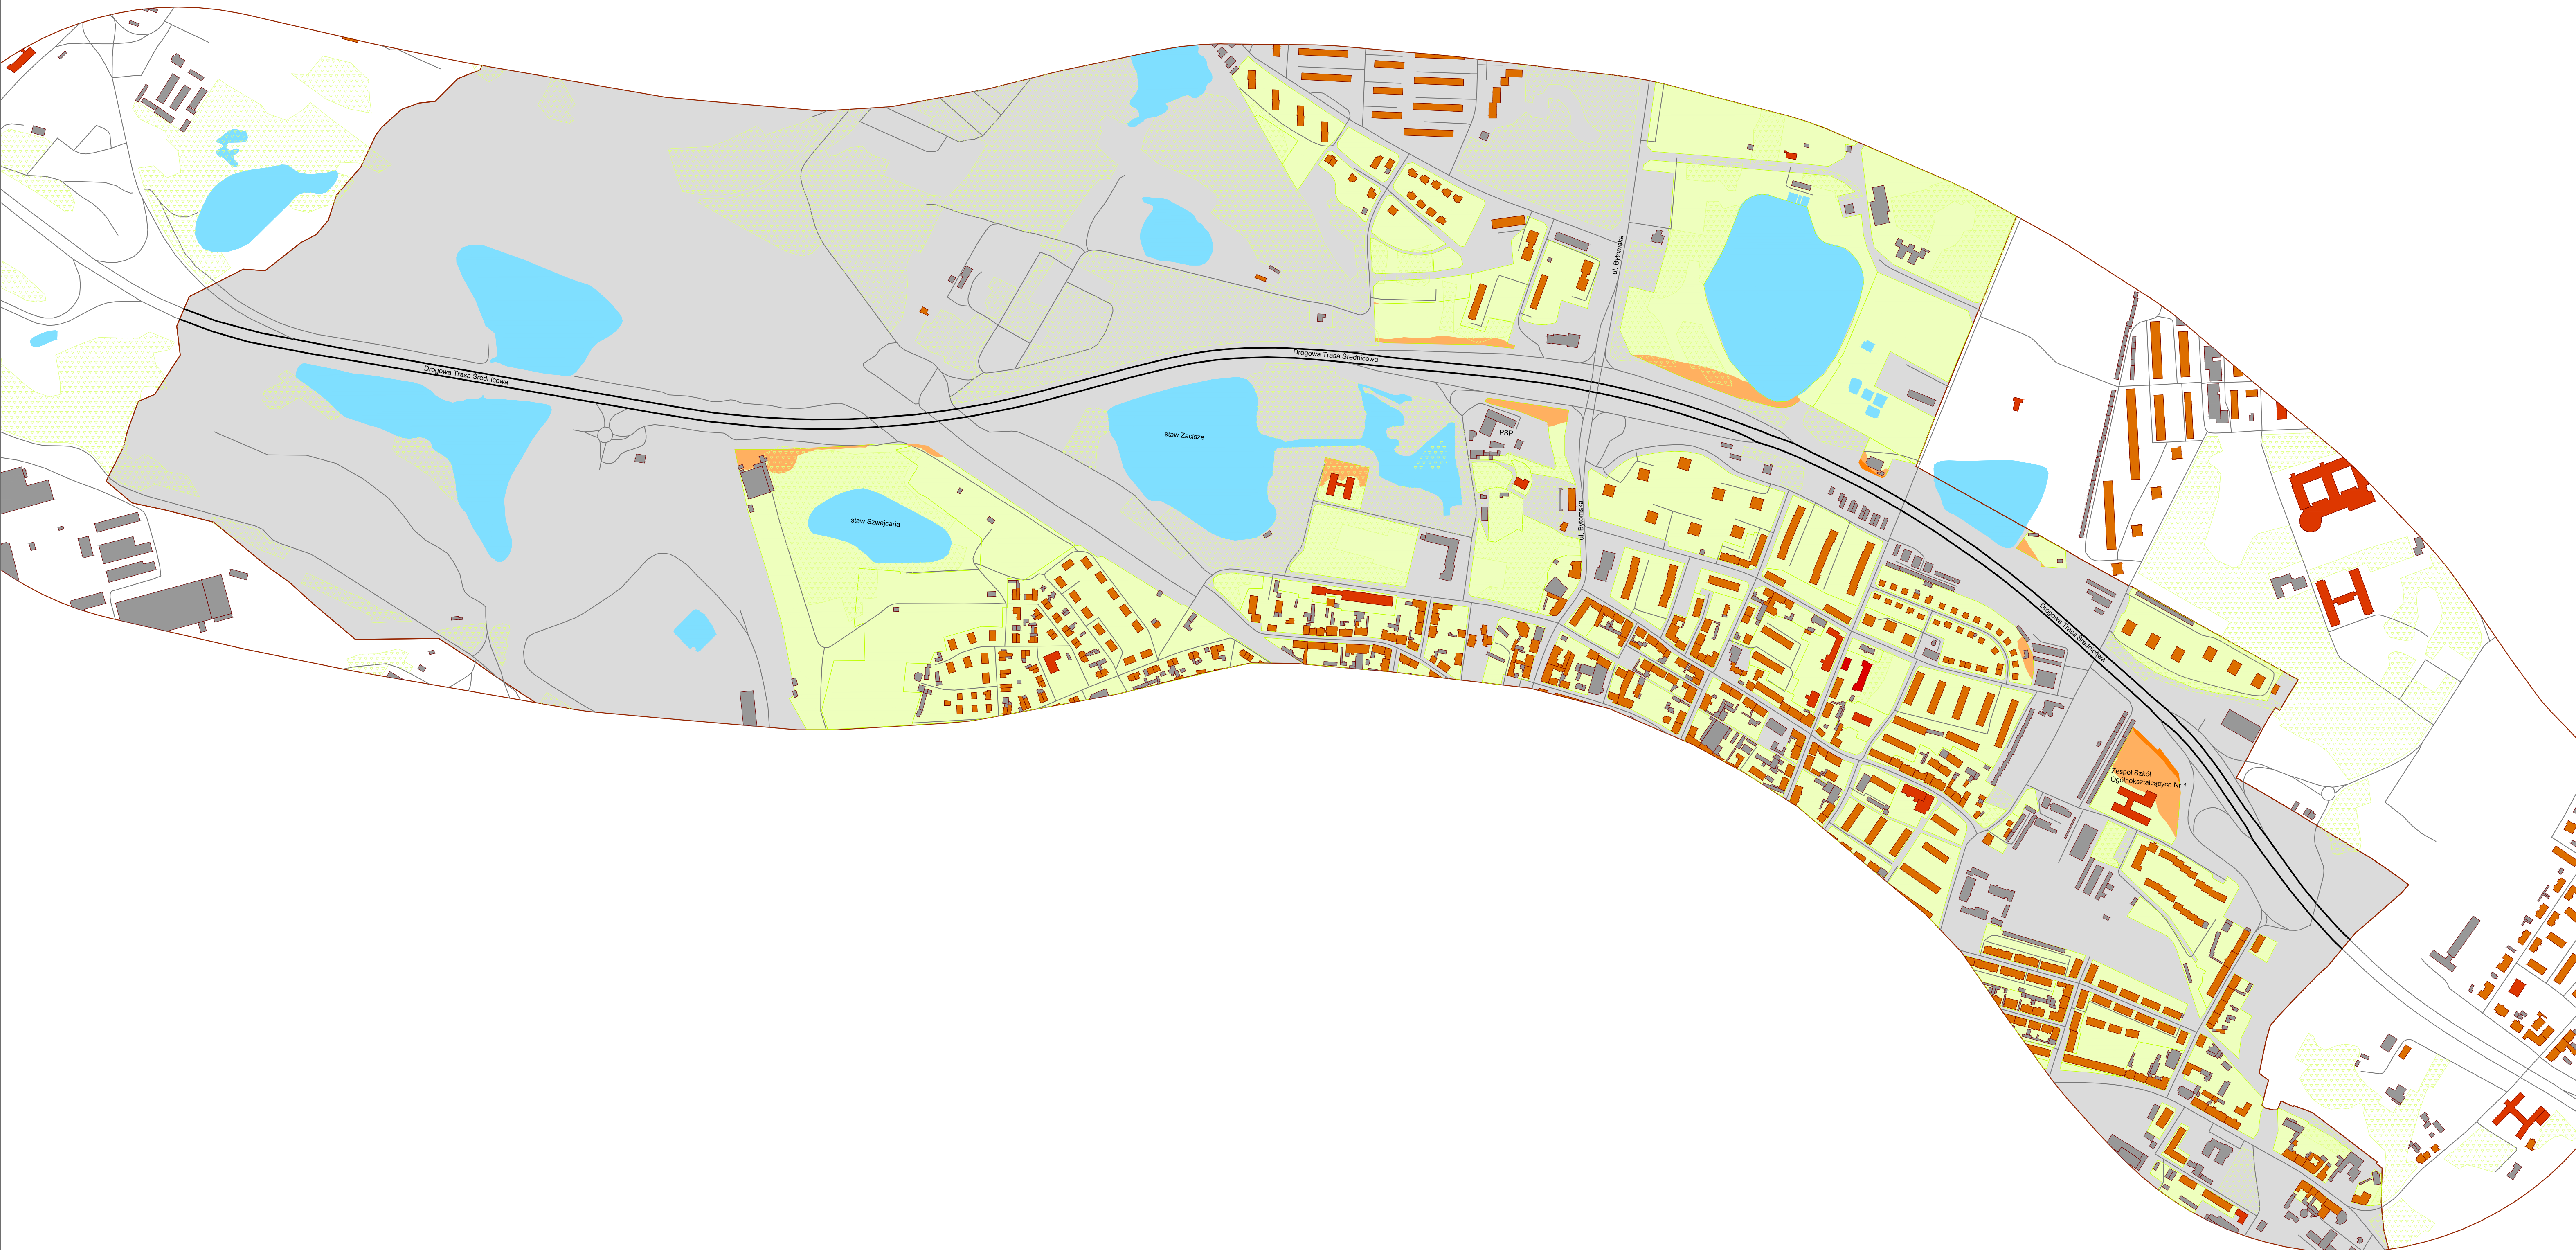 ul. Bytomska
Drogowa Trasa Średnicowa
Drogowa Trasa Średnicowa
staw Zacisze
PSP
ul. Bytomska
staw Szwajcaria
Drogowa Trasa Średnicowa
Zespół Szkół
Ogólnokształcących Nr 1